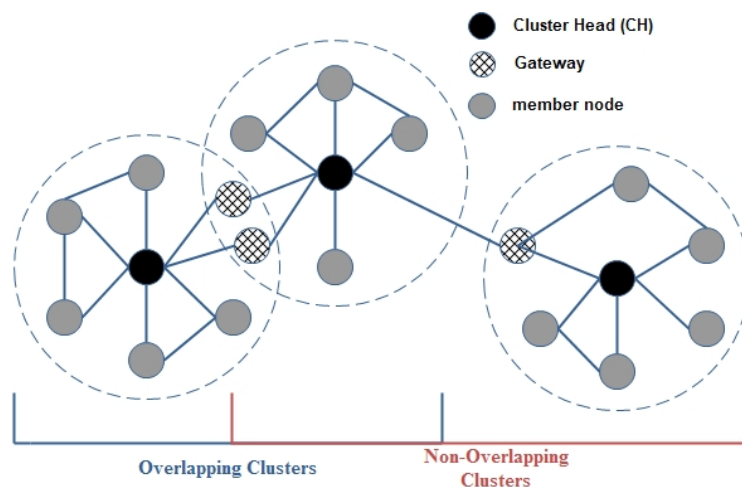 Cluster Head (CH)
Gateway
member node
Overlapping Clusters
Non-Overlapping
Clusters